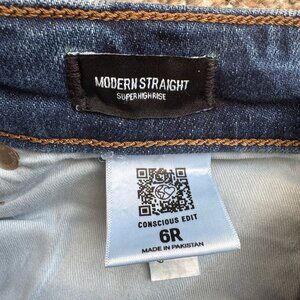 MODERN STRAIGHT
SUPER HIGH RISE
CONSCIOUS EDIT
6R
MADE IN PAKISTAN